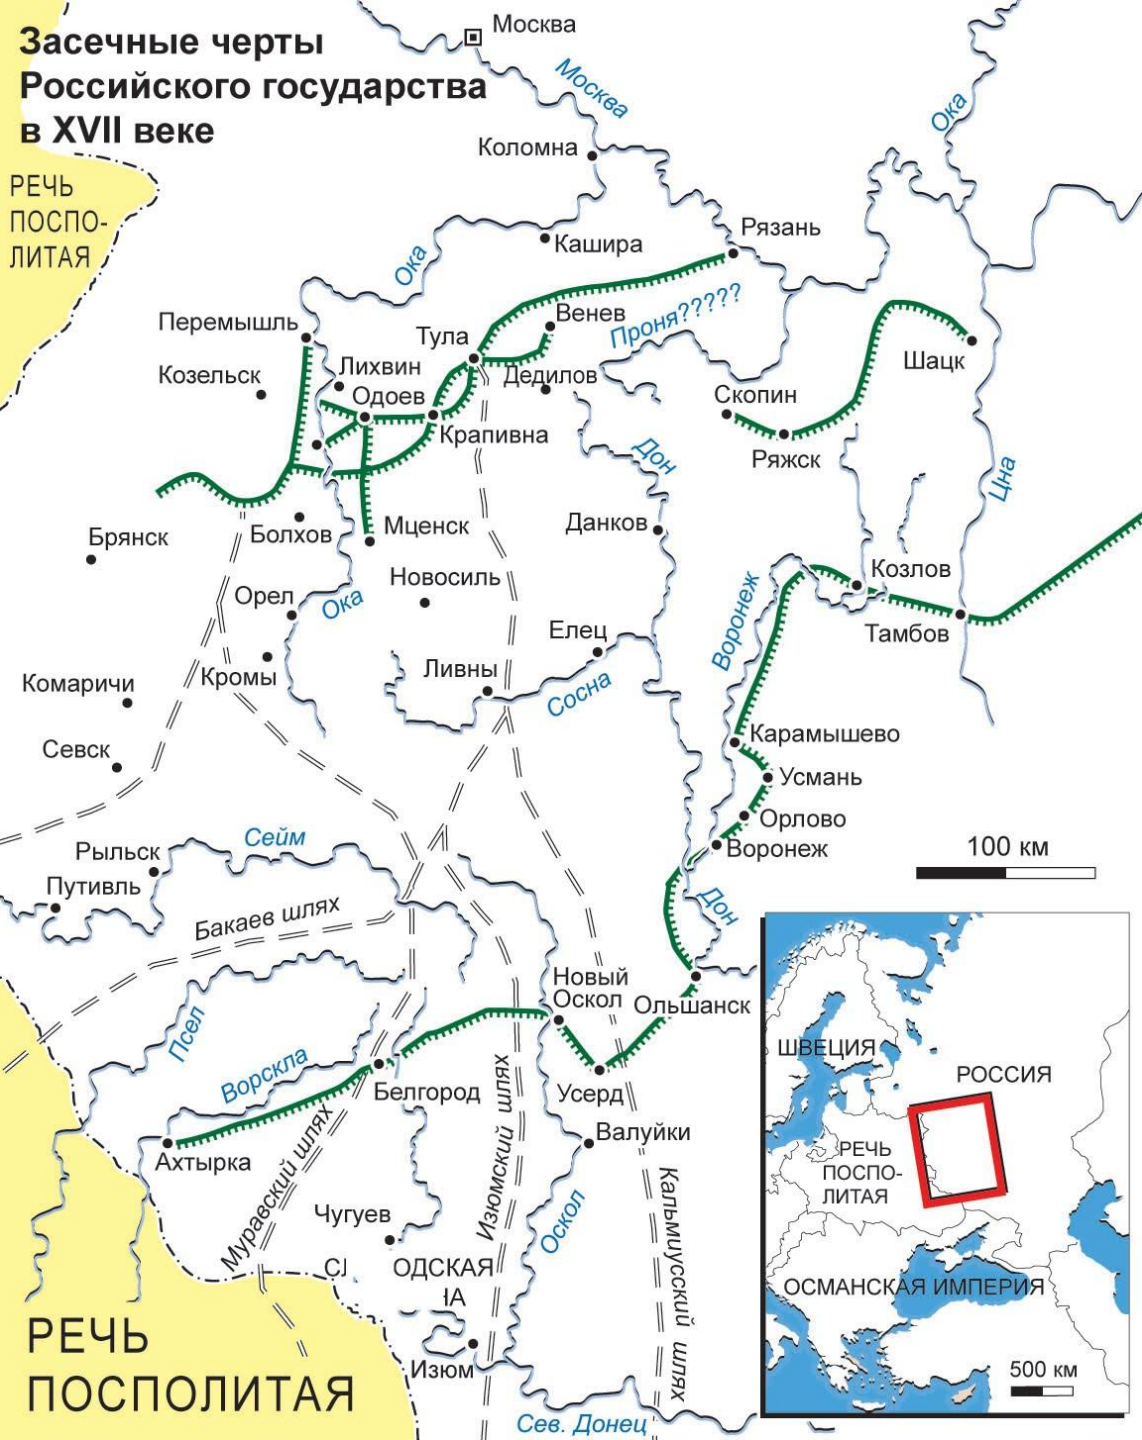 Засечные черты
Российского государства
в XVII веке
Москва
Москва
Ока
Коломна
РЕЧЬ
ПОСПО-
ЛИТАЯ
Рязань
Кашира
Ока
Проня?????
Венев
Перемышль
Тула
Шацк
Лихвин
Козельск
Дедилов
Одоев
Скопин
Крапивна
Ряжск
Дон
Цна
Мценск
Данков
Болхов
Брянск
Козлов
Новосиль
Орел
Ока
Воронеж
Елец
Тамбов
Ливны
Кромы
Сосна
Комаричи
Карамышево
Севск
Усмань
Орлово
Сейм
100 км
Воронеж
Рыльск
Путивль
Дон
Бакаев шлях
Новый
Оскол
Ольшанск
Псел
Ворскла
Белгород
Усерд
Изюмский шлях
Валуйки
Муравский шлях
Ахтырка
Кальмиусский шлях
Чугуев
Оскол
СЛ ОДСКАЯ
НА
РЕЧЬ
ПОСПОЛИТАЯ
Изюм
Сев. Донец
ШВЕЦИЯ
РОССИЯ
РЕЧЬ
ПОСПО-
ЛИТАЯ
ОСМАНСКАЯ ИМПЕРИЯ
500 км